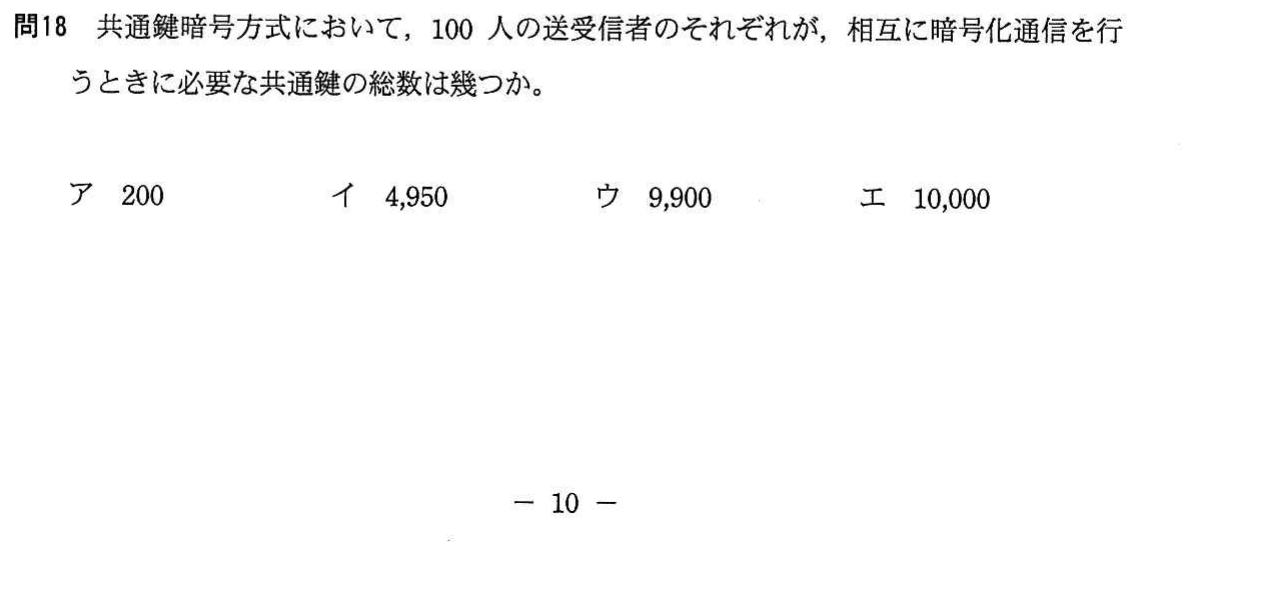 問18 共通鍵暗号方式において，100 人の送受信者のそれぞれが，相互に暗号化通信を行
うときに必要な共通鍵の総数は幾つか。
ア 200 イ 4,950 ウ 9,900 エ 10,000
－ 10 －